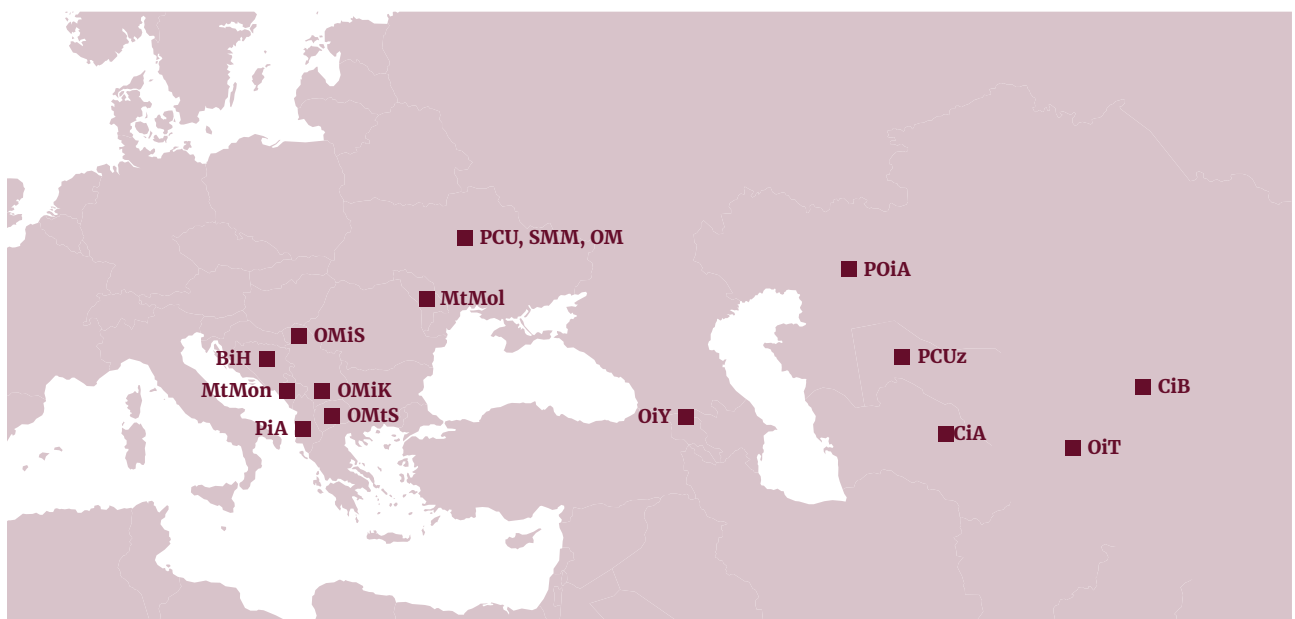 PCU, SMM, OM
POiA
MtMol
OMiS
BiH
PCUz
MtMon
OMiK
CiB
OMtS
OiY
PiA
CiA
OiT